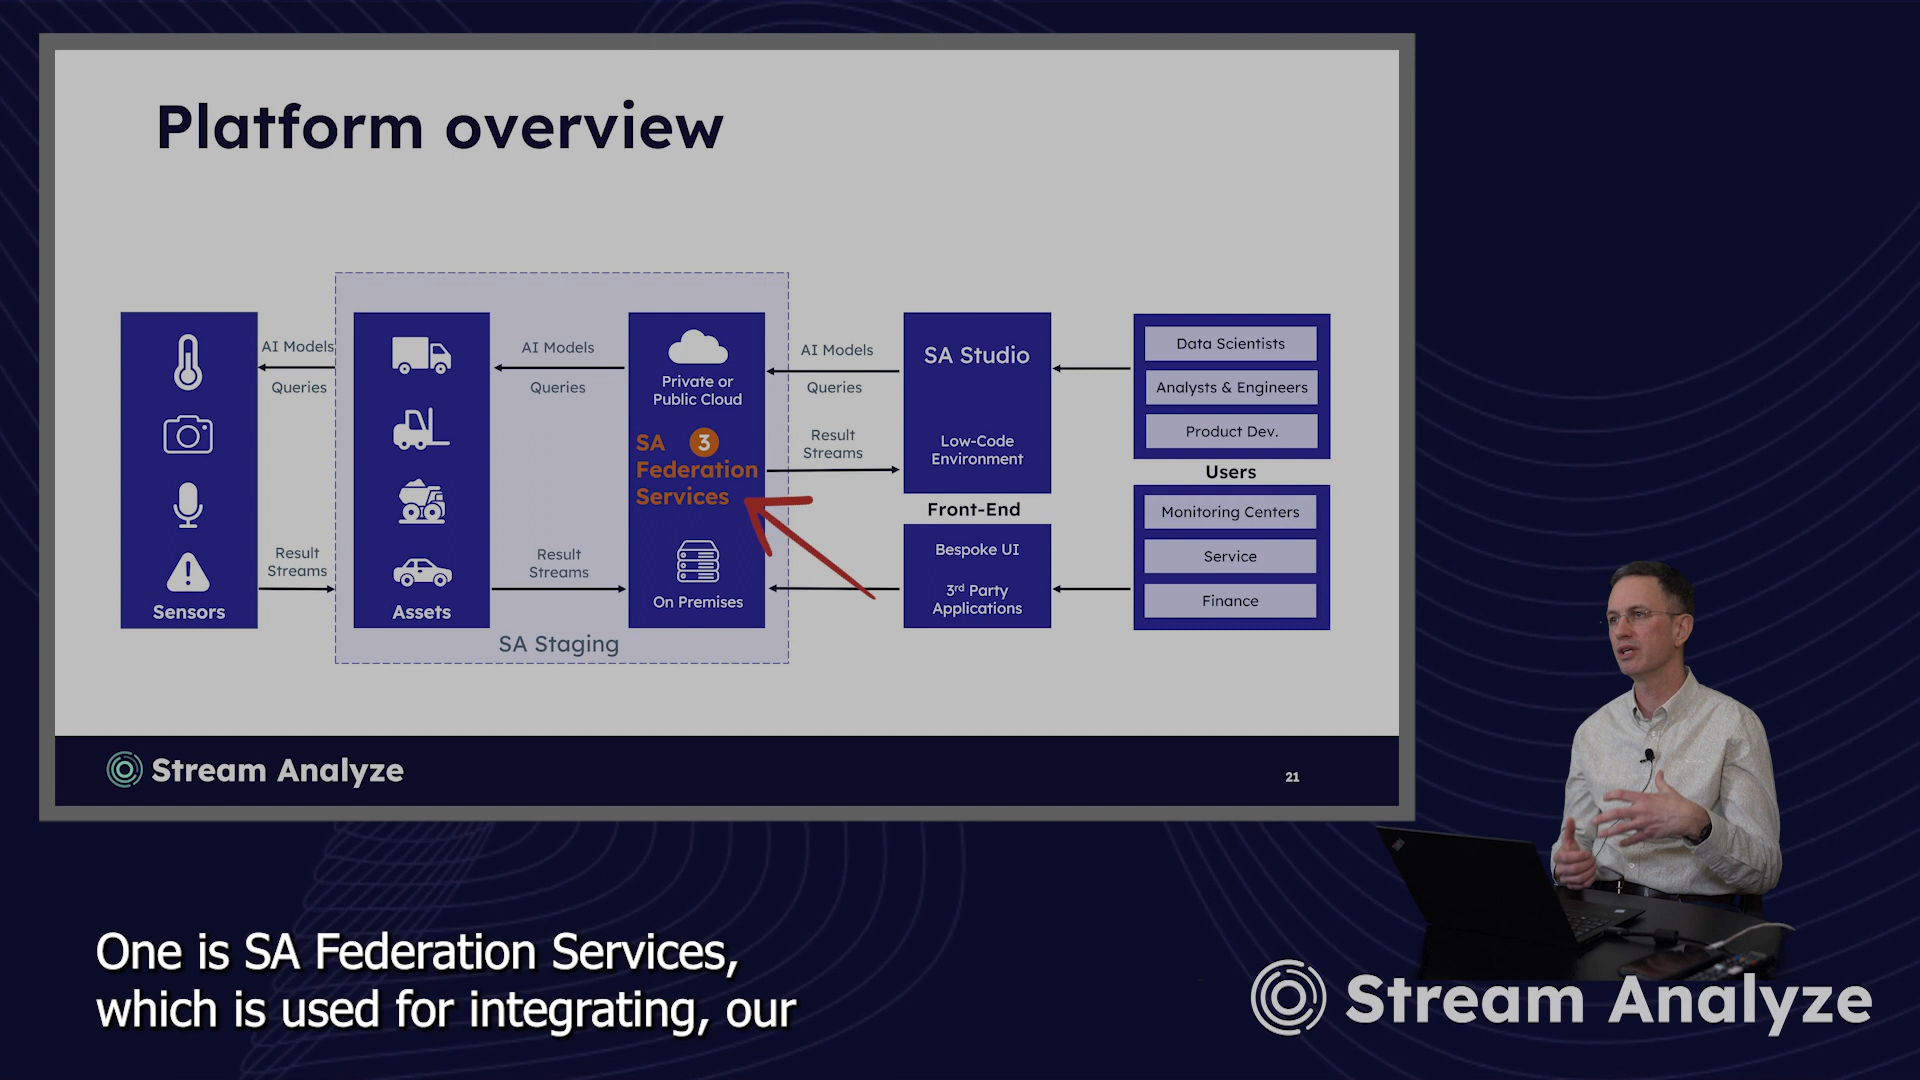 Platform overview
AI Models
Queries
Result
Streams
Sensors
Assets
AI Models
Queries
Result
Streams
SA Staging
Private or
Public Cloud
SA 3
Federation
Services
On Premises
AI Models
Queries
Result
Streams
SA Studio
Low-Code
Environment
Front-End
Bespoke UI
3rd Party
Applications
Data Scientists
Analysts & Engineers
Product Dev.
Users
Monitoring Centers
Service
Finance
Stream Analyze
21
One is SA Federation Services,
which is used for integrating, our
Stream Analyze